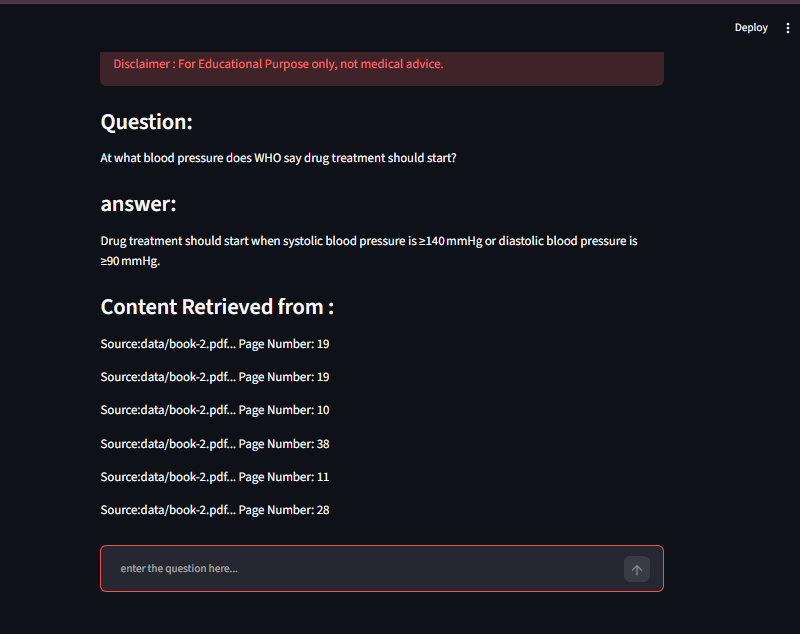 Deploy
Disclaimer : For Educational Purpose only, not medical advice.
Question:
At what blood pressure does WHO say drug treatment should start?
answer:
Drug treatment should start when systolic blood pressure is ≥140 mmHg or diastolic blood pressure is
≥90 mmHg.
Content Retrieved from :
Source:data/book-2.pdf... Page Number: 19
Source:data/book-2.pdf... Page Number: 19
Source:data/book-2.pdf... Page Number: 10
Source:data/book-2.pdf... Page Number: 38
Source:data/book-2.pdf... Page Number: 11
Source:data/book-2.pdf... Page Number: 28
enter the question here...